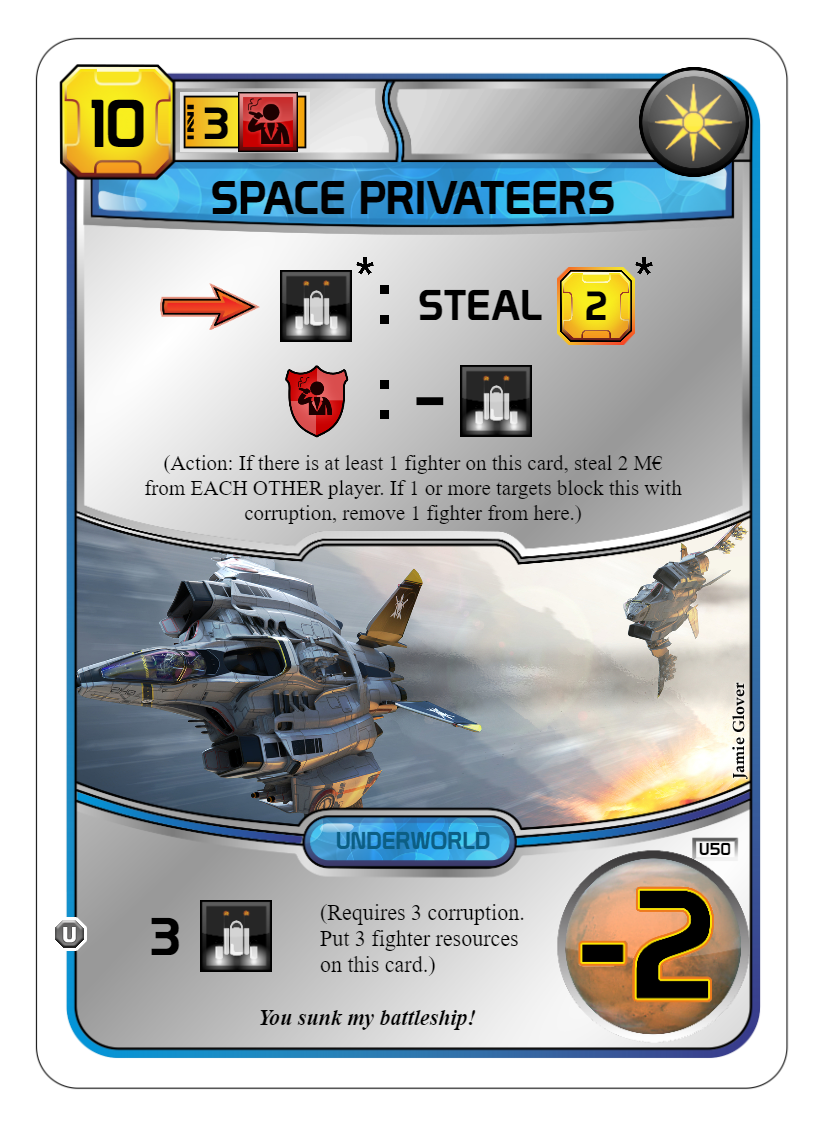 10
3
SPACE PRIVATEERS
* : STEAL 2 *
: -
(Action: If there is at least 1 fighter on this card, steal 2 M€
from EACH OTHER player. If 1 or more targets block this with
corruption, remove 1 fighter from here.)
Jamie Glover
UNDERWORLD
U50
U
3
(Requires 3 corruption.
Put 3 fighter resources
on this card.)
-2
You sunk my battleship!